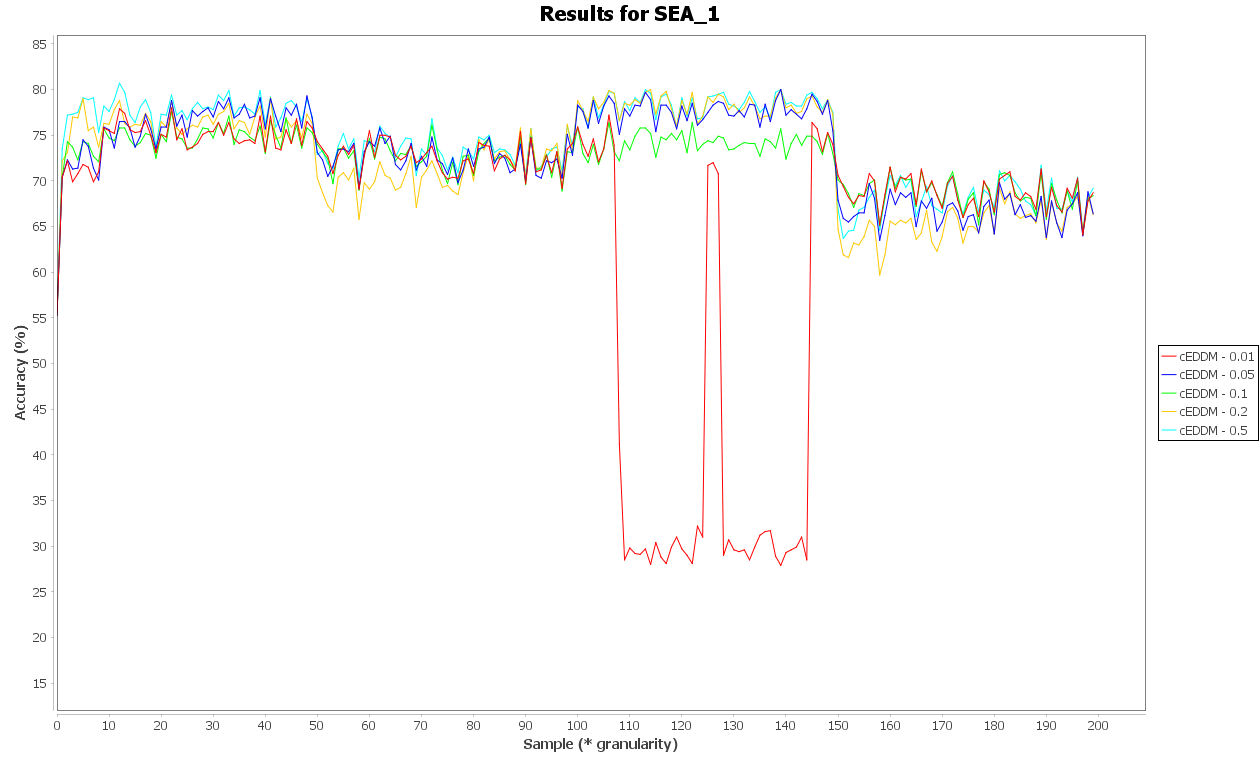 Results for SEA_1
85
80
75
70
65
60
55
50
45
40
35
30
25
20
15
Accuracy (%)
0 10 20 30 40 50 60 70 80 90 100 110 120 130 140 150 160 170 180 190 200
Sample (* granularity)
cEDDM - 0.01
cEDDM - 0.05
cEDDM - 0.1
cEDDM - 0.2
cEDDM - 0.5